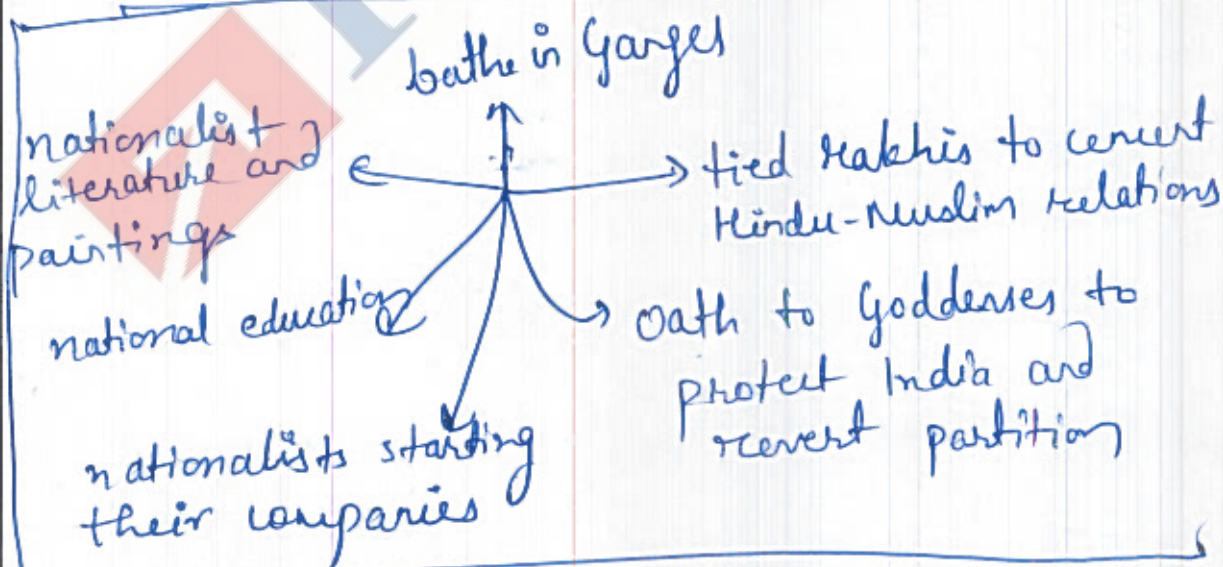 bathe in Ganges
nationalist
literature and
paintings
tied rakhis to cement
Hindu-Muslim relations
national education
oath to Goddesses to
protect India and
revert partition
nationalists starting
their companies